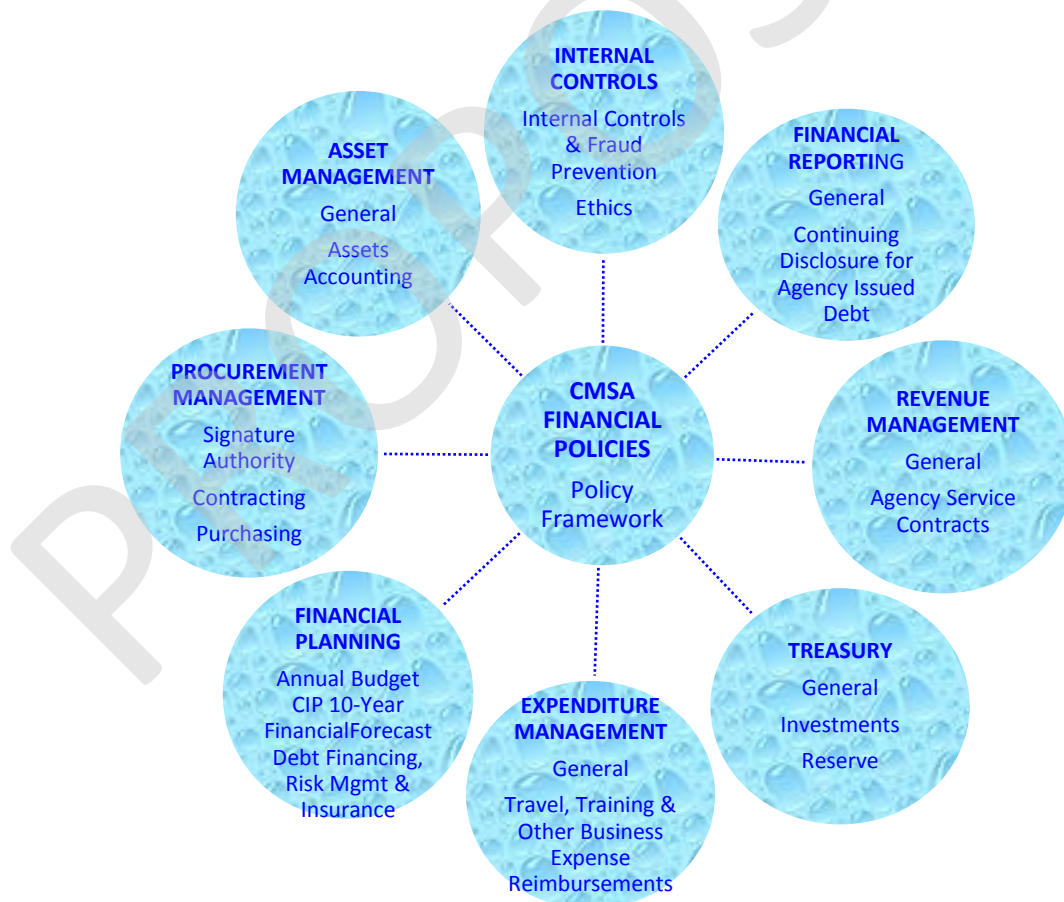 INTERNAL
CONTROLS
Internal Controls
& Fraud
Prevention
Ethics
FINANCIAL
REPORTING
General
Continuing
Disclosure for
Agency Issued
Debt
REVENUE
MANAGEMENT
General
Agency Service
Contracts
TREASURY
General
Investments
Reserve
EXPENDITURE
MANAGEMENT
General
Travel, Training &
Other Business
Expense
Reimbursements
FINANCIAL
PLANNING
Annual Budget
CIP 10-Year
FinancialForecast
Debt Financing,
Risk Mgmt &
Insurance
PROCUREMENT
MANAGEMENT
Signature
Authority
Contracting
Purchasing
ASSET
MANAGEMENT
General
Assets
Accounting
CMSA
FINANCIAL
POLICIES
Policy
Framework
PROPOS